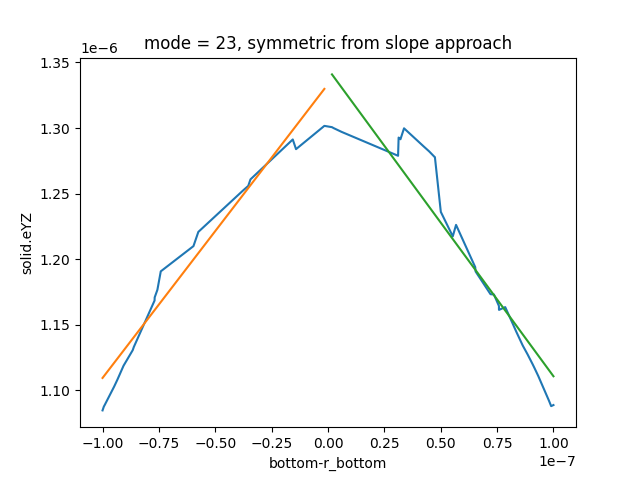 mode = 23, symmetric from slope approach
1e−6
1.35
1.30
1.25
1.20
1.15
1.10
solid.eYZ
−1.00 −0.75 −0.50 −0.25 0.00 0.25 0.50 0.75 1.00
bottom-r_bottom
1e−7